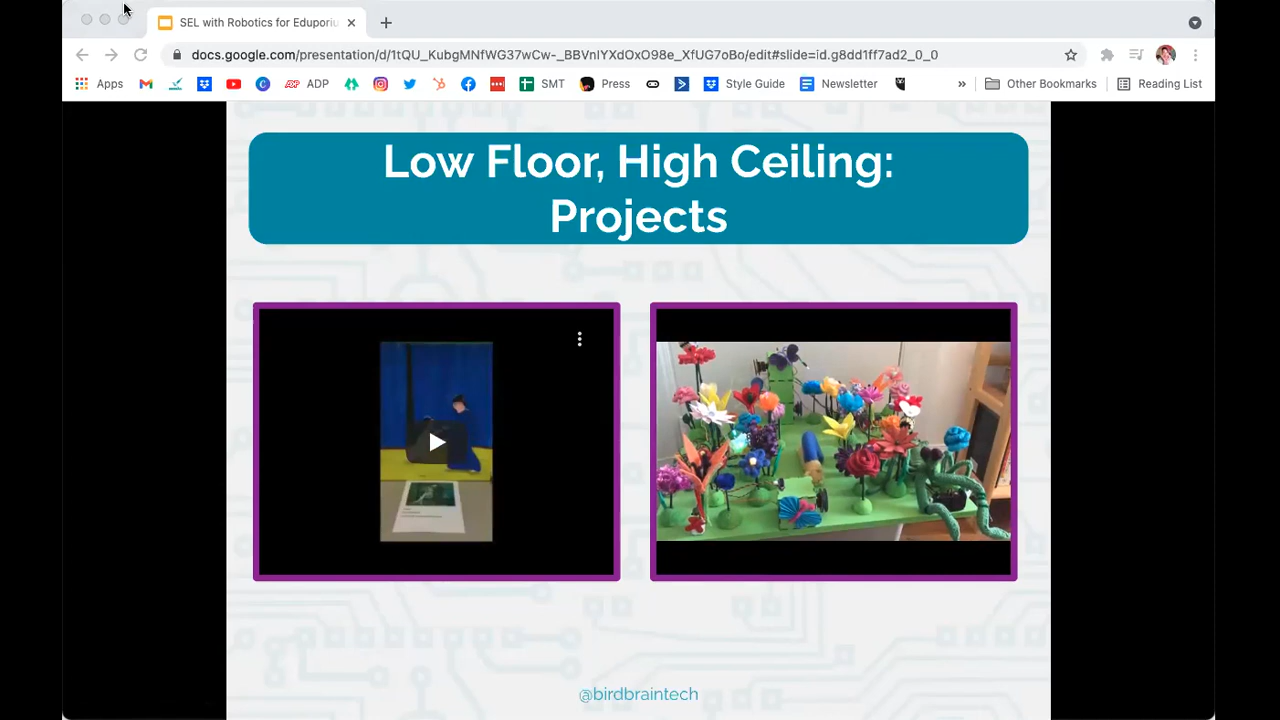 SEL with Robotics for Eduporiu
docs.google.com/presentation/d/1tQU_KubgMNfWG37wCw-_BBVnlYXdOxO98e_XfUG7oBo/edit#slide=id.g8dd1ff7ad2_0_0
Apps ADP SMT Press Style Guide Newsletter » Other Bookmarks Reading List
Low Floor, High Ceiling:
Projects
@birdbraintech